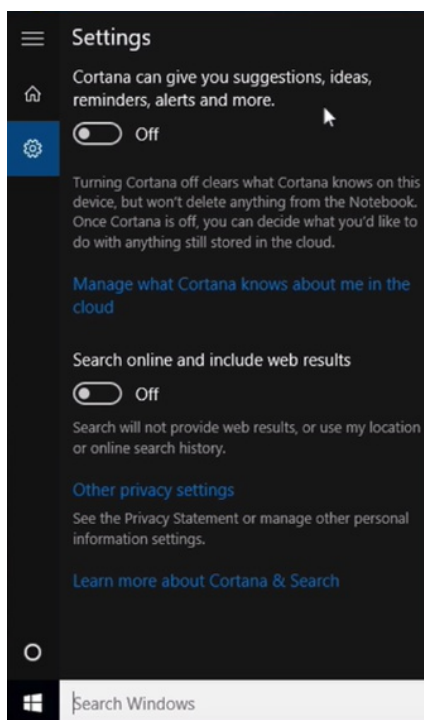 Settings
Cortana can give you suggestions, ideas,
reminders, alerts and more.
Off
Turning Cortana off clears what Cortana knows on this
device, but won't delete anything from the Notebook.
Once Cortana is off, you can decide what you'd like to
do with anything still stored in the cloud.
Manage what Cortana knows about me in the
cloud
Search online and include web results
Off
Search will not provide web results, or use my location
or online search history.
Other privacy settings
See the Privacy Statement or manage other personal
information settings.
Learn more about Cortana & Search
Search Windows